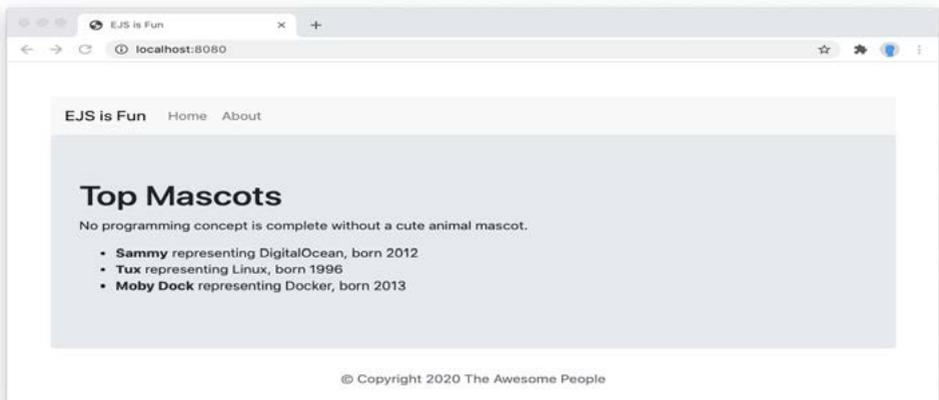 EJS is Fun
localhost:8080
EJS is Fun Home About
Top Mascots
No programming concept is complete without a cute animal mascot.
• Sammy representing DigitalOcean, born 2012
• Tux representing Linux, born 1996
• Moby Dock representing Docker, born 2013
© Copyright 2020 The Awesome People